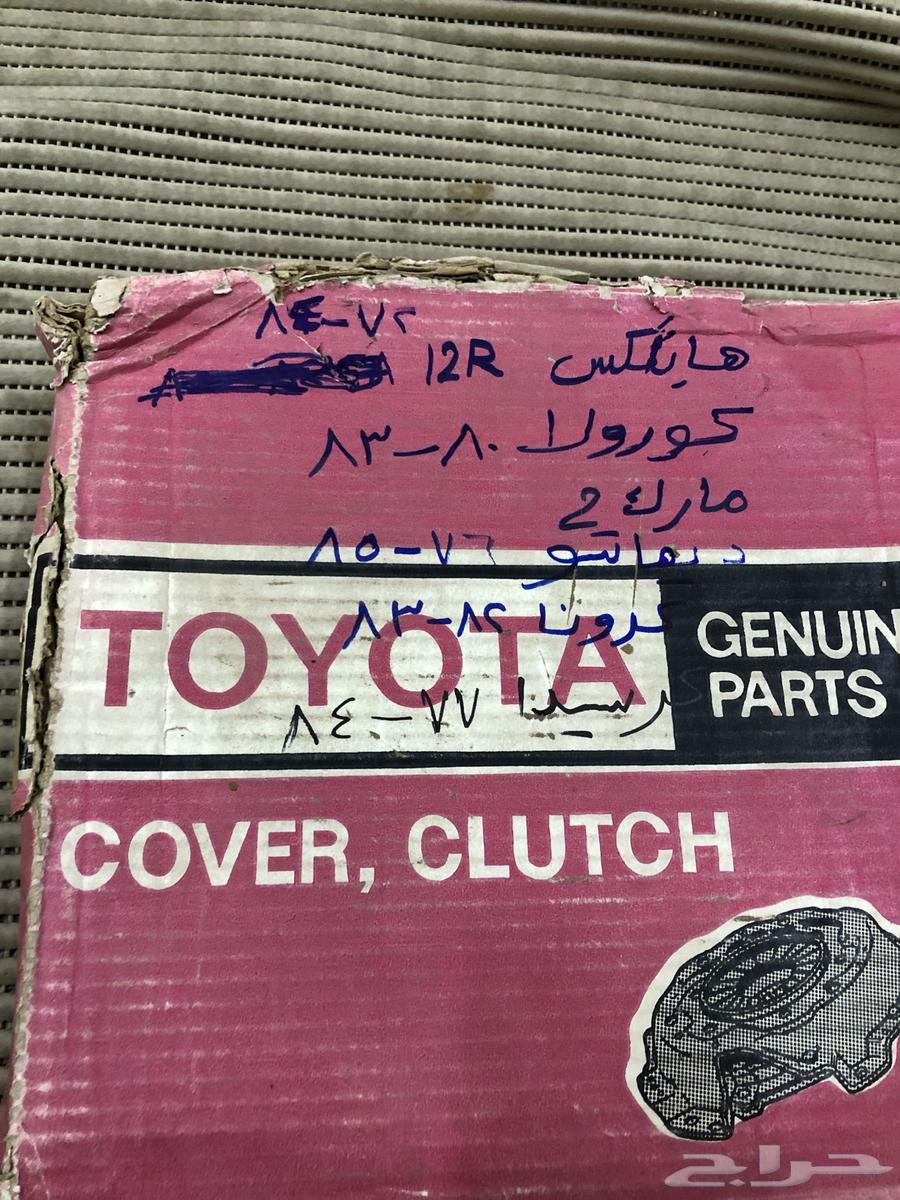 ٨٤-٧٢
هايلكس 12R
كورولا ٨٠-٨٣
مارك 2
ديهاتسو ٧٦-٨٥
كرونا ٨٢-٨٣
TOYOTA GENUIN
PARTS
كرسيدا ٧٧-٨٤
COVER, CLUTCH
حراج